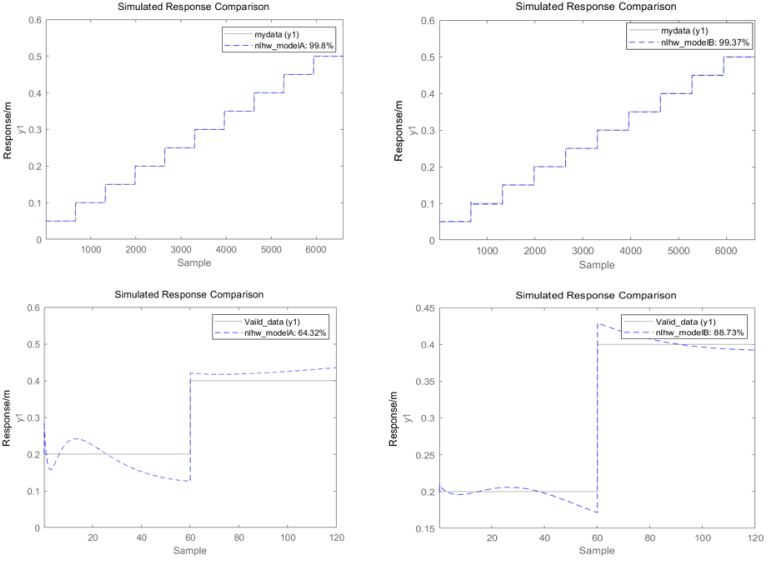 Simulated Response Comparison
0.6
0.5
0.4
0.3
0.2
0.1
0
Response/m
y1
mydata (y1)
nlhw_modelA: 99.8%
1000 2000 3000 4000 5000 6000
Sample
Simulated Response Comparison
0.6
0.5
0.4
0.3
0.2
0.1
0
Response/m
y1
mydata (y1)
nlhw_modelB: 99.37%
1000 2000 3000 4000 5000 6000
Sample
Simulated Response Comparison
0.6
0.5
0.4
0.3
0.2
0.1
0
Response/m
y1
Vaild_data (y1)
nlhw_modelA: 64.32%
20 40 60 80 100 120
Sample
Simulated Response Comparison
0.45
0.4
0.35
0.3
0.25
0.2
0.15
Response/m
y1
Valid_data (y1)
nlhw_modelB: 88.73%
20 40 60 80 100 120
Sample